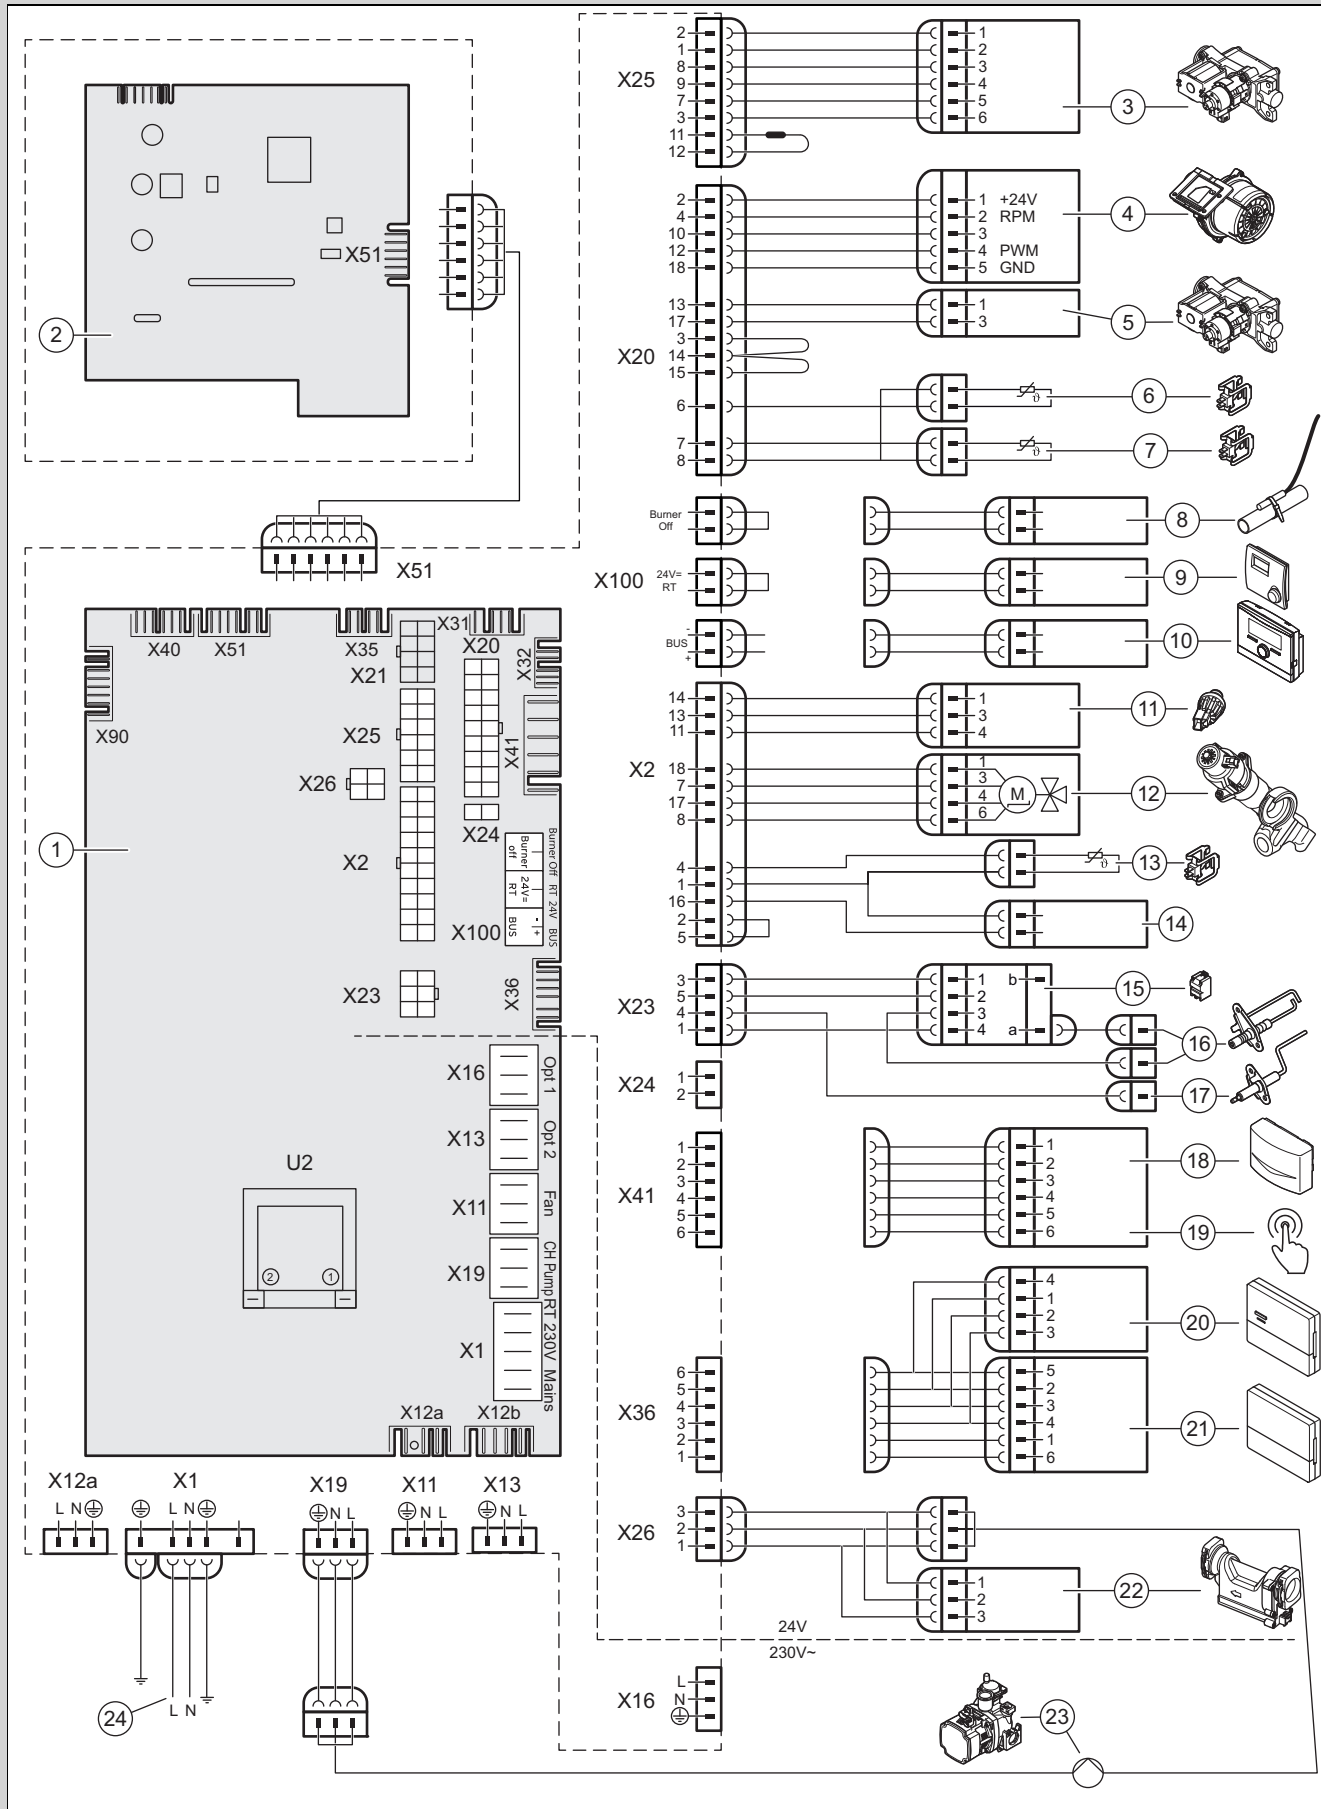 2
X51
X51
1
X40 X51 X35 X31 X20 X32
X21
X90
X25
X41
X26
X24
X2
Burner off
24V=
RT
BUS
-
+
Burner Off RT 24V BUS
X100
X23
X36
X16 Opt 1
X13 Opt 2
U2
2 1
X11 Fan
X19 CH Pump
X1 RT 230V Mains
X12a X12b
X12a X1 X19 X11 X13
L N
L N
N L
N L
N L
24 L N
X25
2 1
1 2
8 3
9 4
7 5
3 6
11
12
3
2 1 +24V
4 2 RPM
10 3
12 4 PWM
18 5 GND
4
13 1
17 3
5
X20
3
14
15
6
ϑ 6
7
8
ϑ 7
Burner
Off
8
X100
24V=
RT
9
-
BUS
+
10
14 1
13 3
11 4
11
X2
18 1
7 3
17 4
8 6
M
12
4
1
16
2
5
ϑ 13
14
X23
3 1 b
5 2
4 3
1 4 a
15
16
17
X24
1
2
X41
1 1
2 2
3 3
4 4
5 5
6 6
18
19
4
1
2
3
20
X36
6 5
5 2
4 3
3 4
2 1
1 6
21
X26
3
2
1
1
2
3
22
24V
230V~
X16
L
N
23